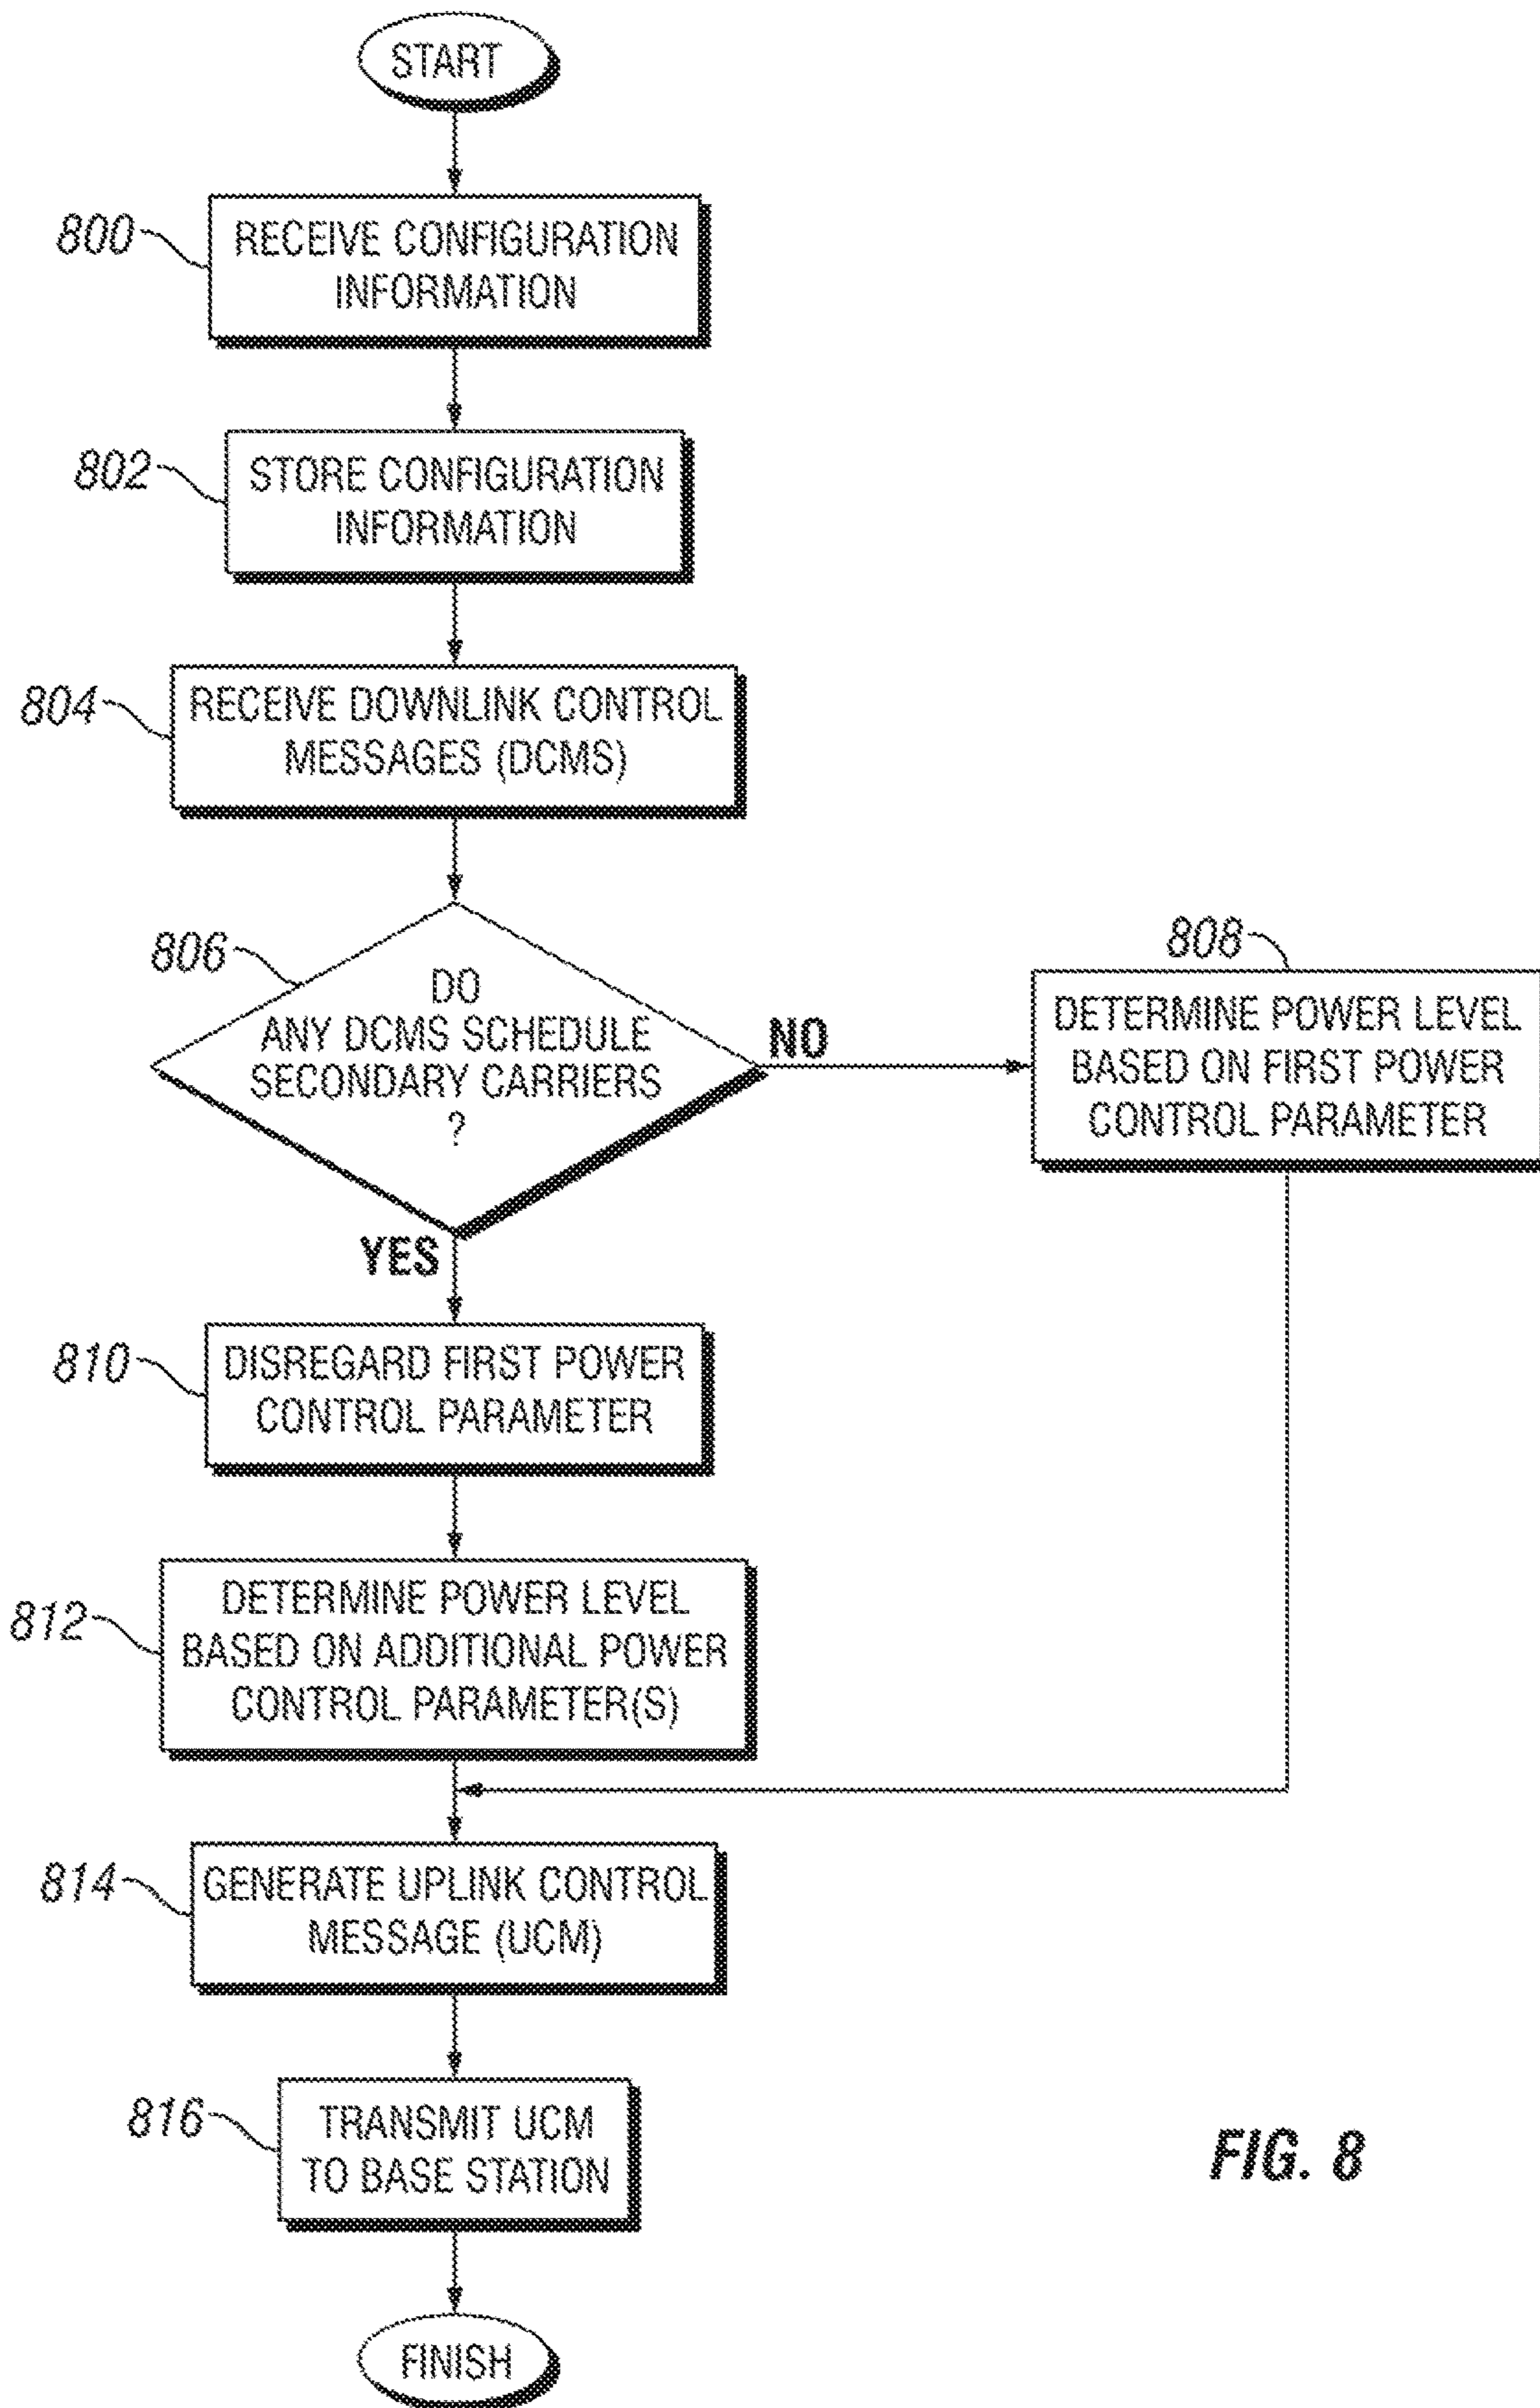 START
800
RECEIVE CONFIGURATION
INFORMATION
802
STORE CONFIGURATION
INFORMATION
804
RECEIVE DOWNLINK CONTROL
MESSAGES (DCMS)
806
DO
ANY DCMS SCHEDULE
SECONDARY CARRIERS
?
NO
808
DETERMINE POWER LEVEL
BASED ON FIRST POWER
CONTROL PARAMETER
YES
810
DISREGARD FIRST POWER
CONTROL PARAMETER
812
DETERMINE POWER LEVEL
BASED ON ADDITIONAL POWER
CONTROL PARAMETER(S)
814
GENERATE UPLINK CONTROL
MESSAGE (UCM)
816
TRANSMIT UCM
TO BASE STATION
FINISH
FIG. 8